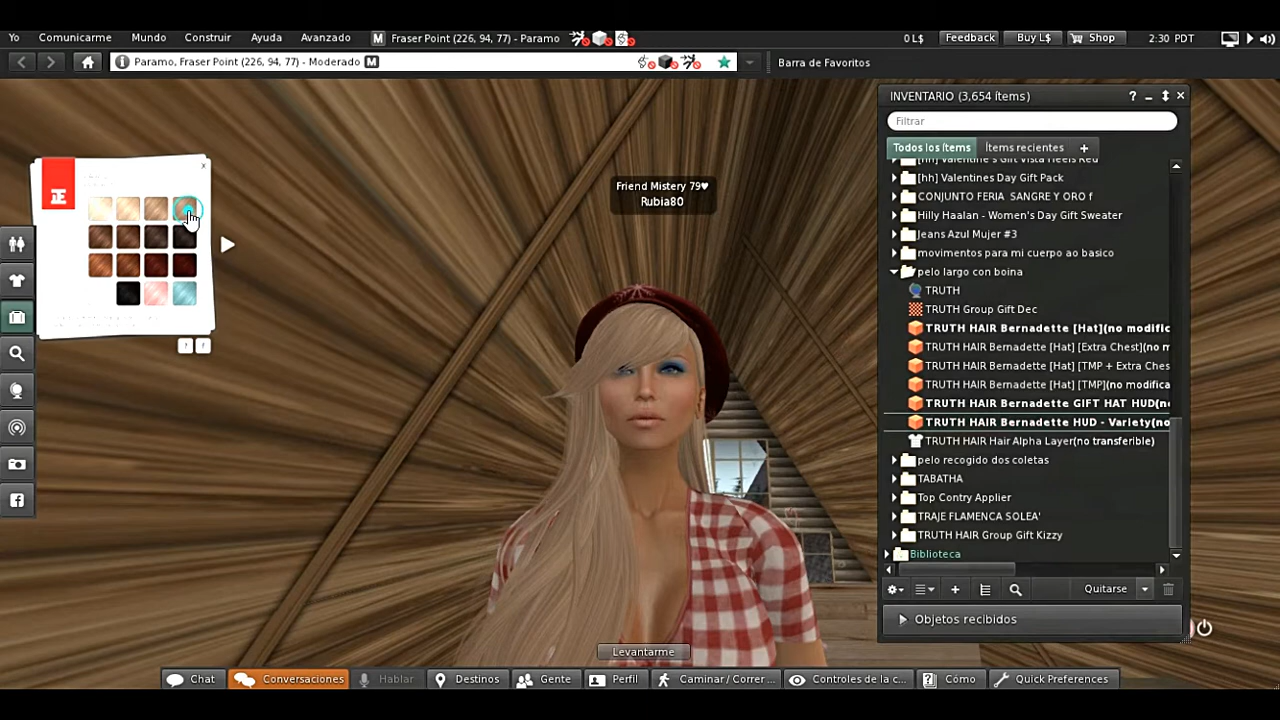 Yo Comunicarme Mundo Construir Ayuda Avanzado M Fraser Point (226, 94, 77) - Paramo 0 L$ Feedback Buy L$ Shop 2:30 PDT
Paramo, Fraser Point (226, 94, 77) - Moderado M Barra de Favoritos
INVENTARIO (3,654 ítems) ?
Filtrar
Todos los ítems Ítems recientes +
[hh] Valentine's Gift Vista Heels Red
[hh] Valentines Day Gift Pack
CONJUNTO FERIA SANGRE Y ORO f
Hilly Haalan - Women's Day Gift Sweater
Jeans Azul Mujer #3
movimentos para mi cuerpo ao basico
pelo largo con boina
TRUTH
TRUTH Group Gift Dec
TRUTH HAIR Bernadette [Hat](no modific
TRUTH HAIR Bernadette [Hat] [Extra Chest](no m
TRUTH HAIR Bernadette [Hat] [TMP + Extra Ches
TRUTH HAIR Bernadette [Hat] [TMP](no modifica
TRUTH HAIR Bernadette GIFT HAT HUD(no
TRUTH HAIR Bernadette HUD - Variety(no
TRUTH HAIR Hair Alpha Layer(no transferible)
pelo recogido dos coletas
TABATHA
Top Contry Applier
TRAJE FLAMENCA SOLEA'
TRUTH HAIR Group Gift Kizzy
Biblioteca
Quitarse
Objetos recibidos
Friend Mistery 79♥
Rubia80
Levantarme
Chat Conversaciones Hablar Destinos Gente Perfil Caminar / Correr ... Controles de la c... Cómo Quick Preferences